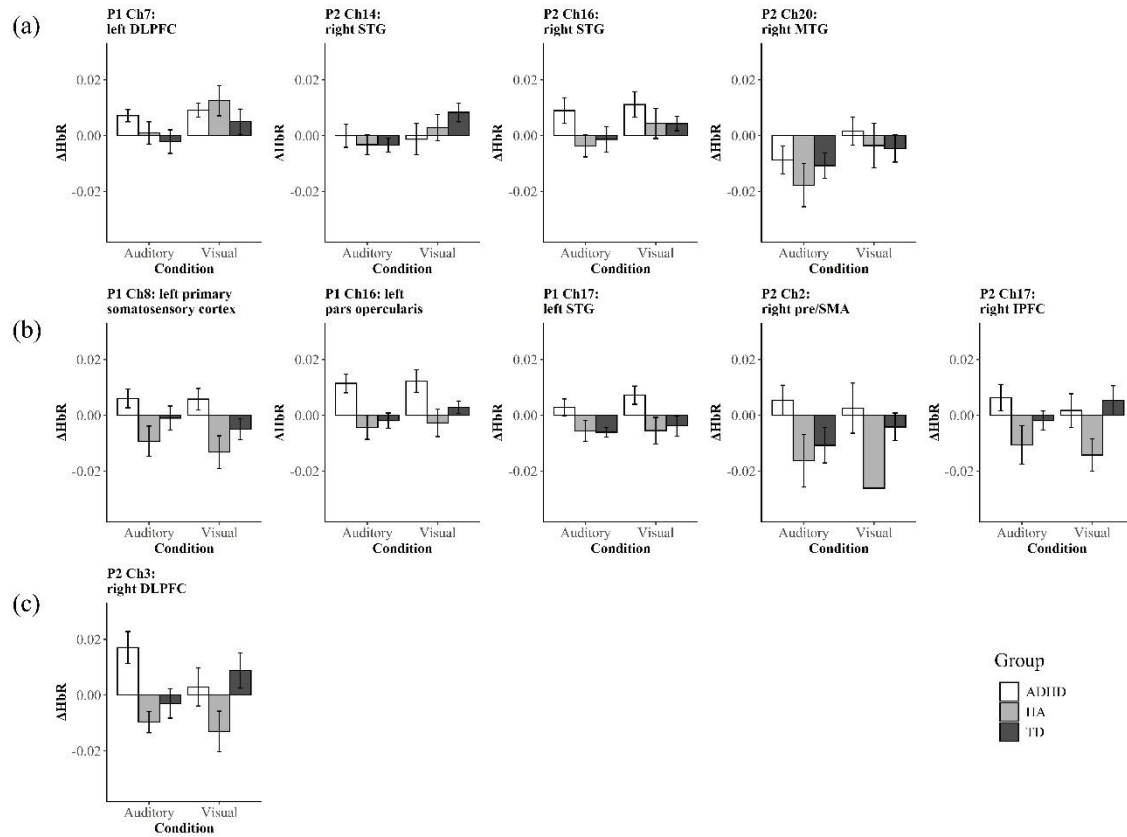 (a)
P1 Ch7:
left DLPFC
ΔHbR
0.02
0.00
-0.02
Auditory Visual
Condition
P2 Ch14:
right STG
ΔHbR
0.02
0.00
-0.02
Auditory Visual
Condition
P2 Ch16:
right STG
ΔHbR
0.02
0.00
-0.02
Auditory Visual
Condition
P2 Ch20:
right MTG
ΔHbR
0.02
0.00
-0.02
Auditory Visual
Condition
(b)
P1 Ch8: left primary
somatosensory cortex
ΔHbR
0.02
0.00
-0.02
Auditory Visual
Condition
P1 Ch16: left
pars opercularis
ΔHbR
0.02
0.00
-0.02
Auditory Visual
Condition
P1 Ch17:
left STG
ΔHbR
0.02
0.00
-0.02
Auditory Visual
Condition
P2 Ch2:
right pre/SMA
ΔHbR
0.02
0.00
-0.02
Auditory Visual
Condition
P2 Ch17:
right IPFC
ΔHbR
0.02
0.00
-0.02
Auditory Visual
Condition
(c)
P2 Ch3:
right DLPFC
ΔHbR
0.02
0.00
-0.02
Auditory Visual
Condition
Group
ADHD
HA
TD